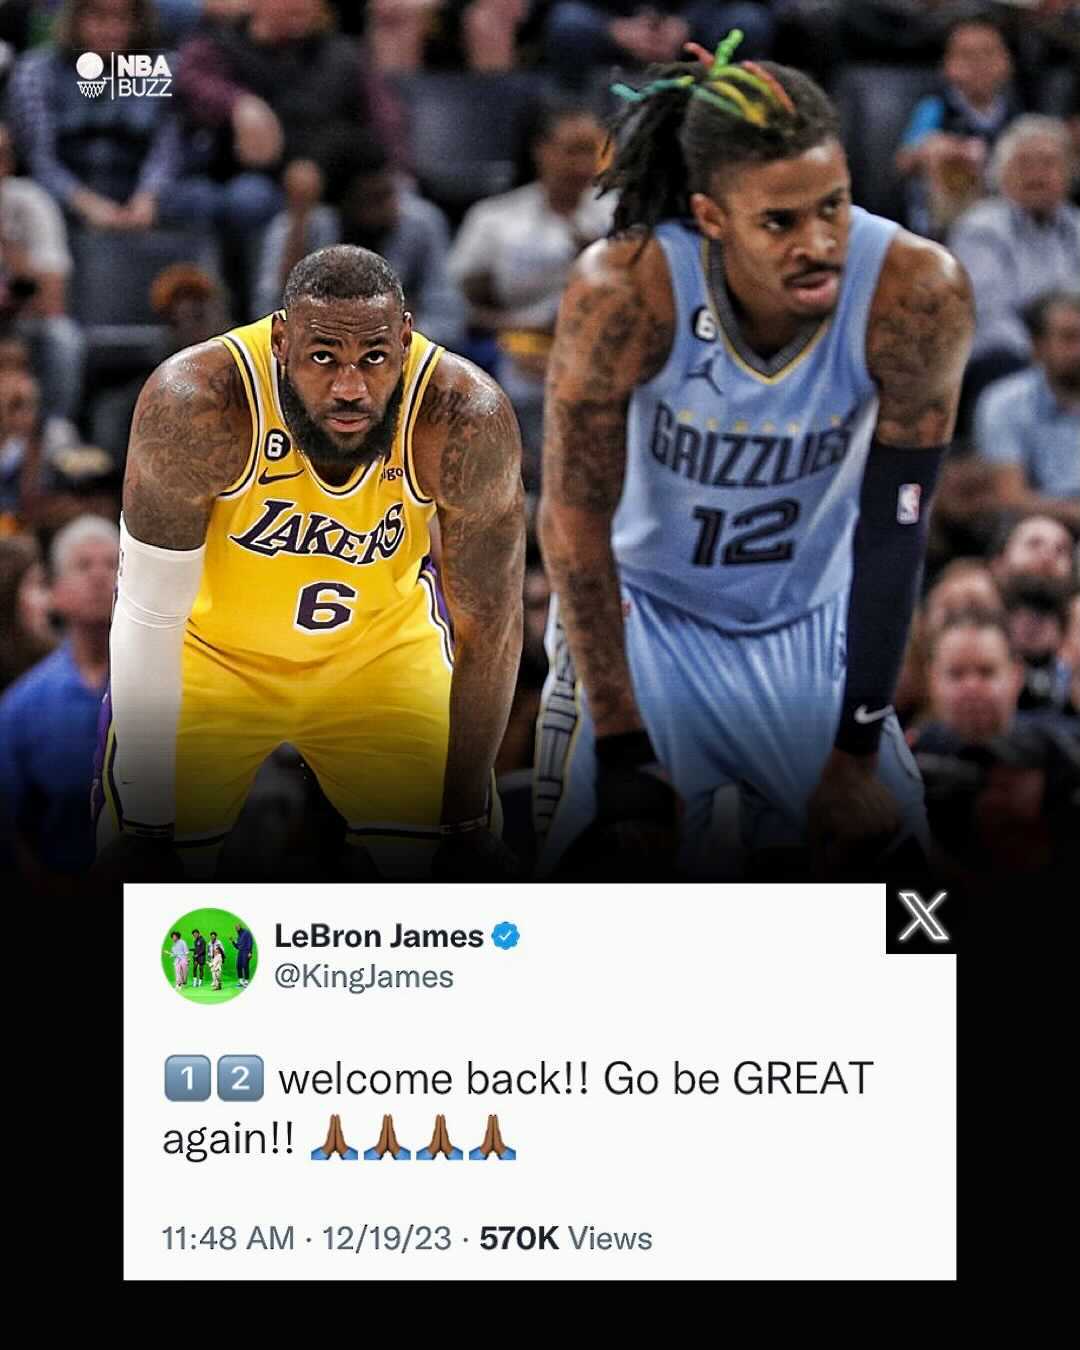 NBA
BUZZ
6
6
LAKERS
6
GRIZZLIES
12
LeBron James
@KingJames
1️⃣2️⃣ welcome back!! Go be GREAT
again!! 🙏🏾🙏🏾🙏🏾🙏🏾
11:48 AM · 12/19/23 · 570K Views